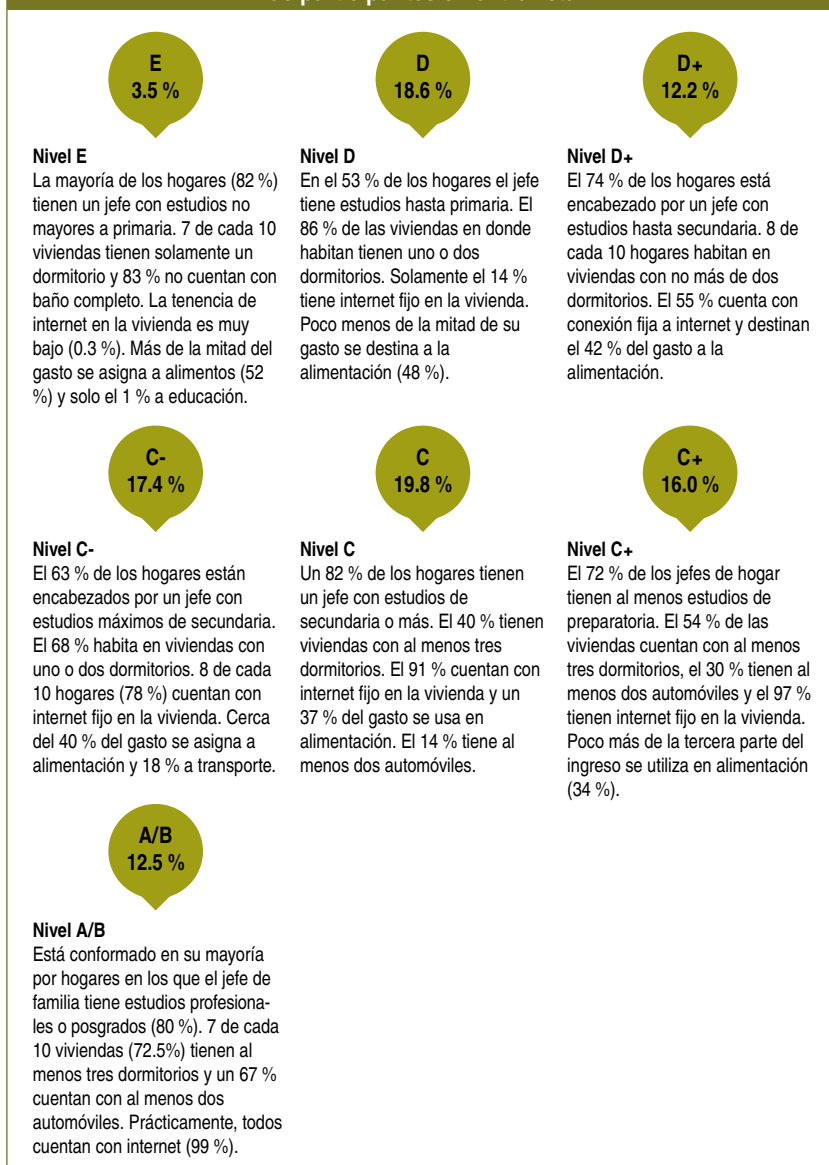 E
3.5 %
Nivel E
La mayoría de los hogares (82 %)
tienen un jefe con estudios no
mayores a primaria. 7 de cada 10
viviendas tienen solamente un
dormitorio y 83 % no cuentan con
baño completo. La tenencia de
internet en la vivienda es muy
bajo (0.3 %). Más de la mitad del
gasto se asigna a alimentos (52
%) y solo el 1 % a educación.
D
18.6 %
Nivel D
En el 53 % de los hogares el jefe
tiene estudios hasta primaria. El
86 % de las viviendas en donde
habitan tienen uno o dos
dormitorios. Solamente el 14 %
tiene internet fijo en la vivienda.
Poco menos de la mitad de su
gasto se destina a la
alimentación (48 %).
D+
12.2 %
Nivel D+
El 74 % de los hogares está
encabezado por un jefe con
estudios hasta secundaria. 8 de
cada 10 hogares habitan en
viviendas con no más de dos
dormitorios. El 55 % cuenta con
conexión fija a internet y destinan
el 42 % del gasto a la
alimentación.
C-
17.4 %
Nivel C-
El 63 % de los hogares están
encabezados por un jefe con
estudios máximos de secundaria.
El 68 % habita en viviendas con
uno o dos dormitorios. 8 de cada
10 hogares (78 %) cuentan con
internet fijo en la vivienda. Cerca
del 40 % del gasto se asigna a
alimentación y 18 % a transporte.
C
19.8 %
Nivel C
Un 82 % de los hogares tienen
un jefe con estudios de
secundaria o más. El 40 % tienen
viviendas con al menos tres
dormitorios. El 91 % cuentan con
internet fijo en la vivienda y un
37 % del gasto se usa en
alimentación. El 14 % tiene al
menos dos automóviles.
C+
16.0 %
Nivel C+
El 72 % de los jefes de hogar
tienen al menos estudios de
preparatoria. El 54 % de las
viviendas cuentan con al menos
tres dormitorios, el 30 % tienen al
menos dos automóviles y el 97 %
tienen internet fijo en la vivienda.
Poco más de la tercera parte del
ingreso se utiliza en alimentación
(34 %).
A/B
12.5 %
Nivel A/B
Está conformado en su mayoría
por hogares en los que el jefe de
familia tiene estudios profesiona-
les o posgrados (80 %). 7 de cada
10 viviendas (72.5%) tienen al
menos tres dormitorios y un 67 %
cuentan con al menos dos
automóviles. Prácticamente, todos
cuentan con internet (99 %).